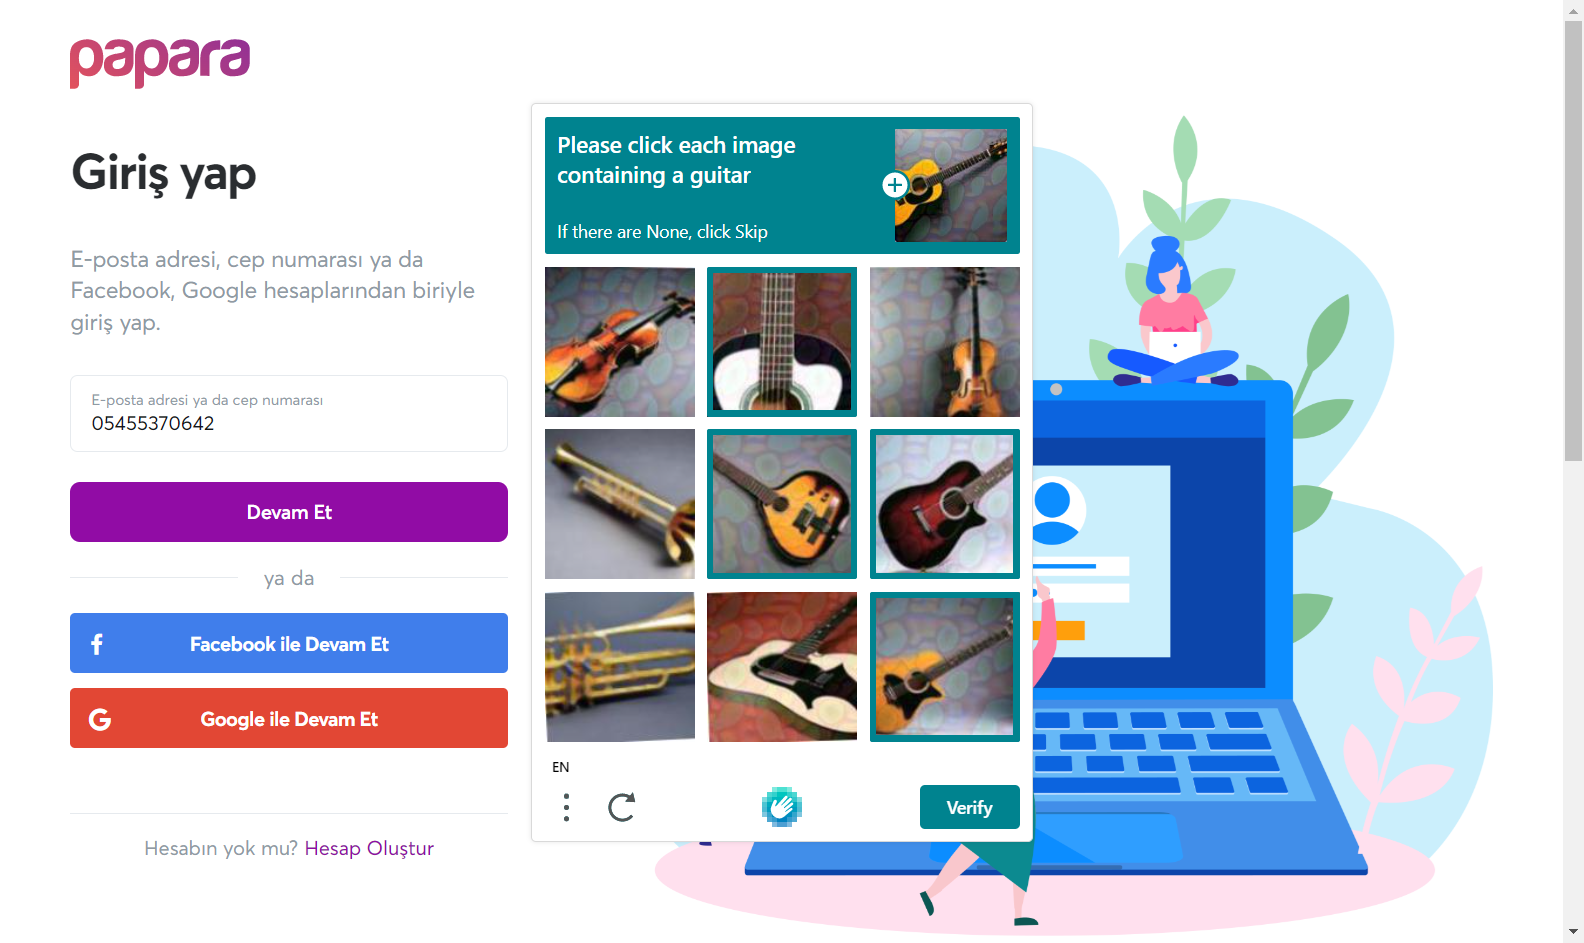 papara
Giriş yap
E-posta adresi, cep numarası ya da
Facebook, Google hesaplarından biriyle
giriş yap.
E-posta adresi ya da cep numarası
05455370642
Devam Et
ya da
Facebook ile Devam Et
Google ile Devam Et
Hesabın yok mu? Hesap Oluştur
Please click each image
containing a guitar
If there are None, click Skip
EN
Verify